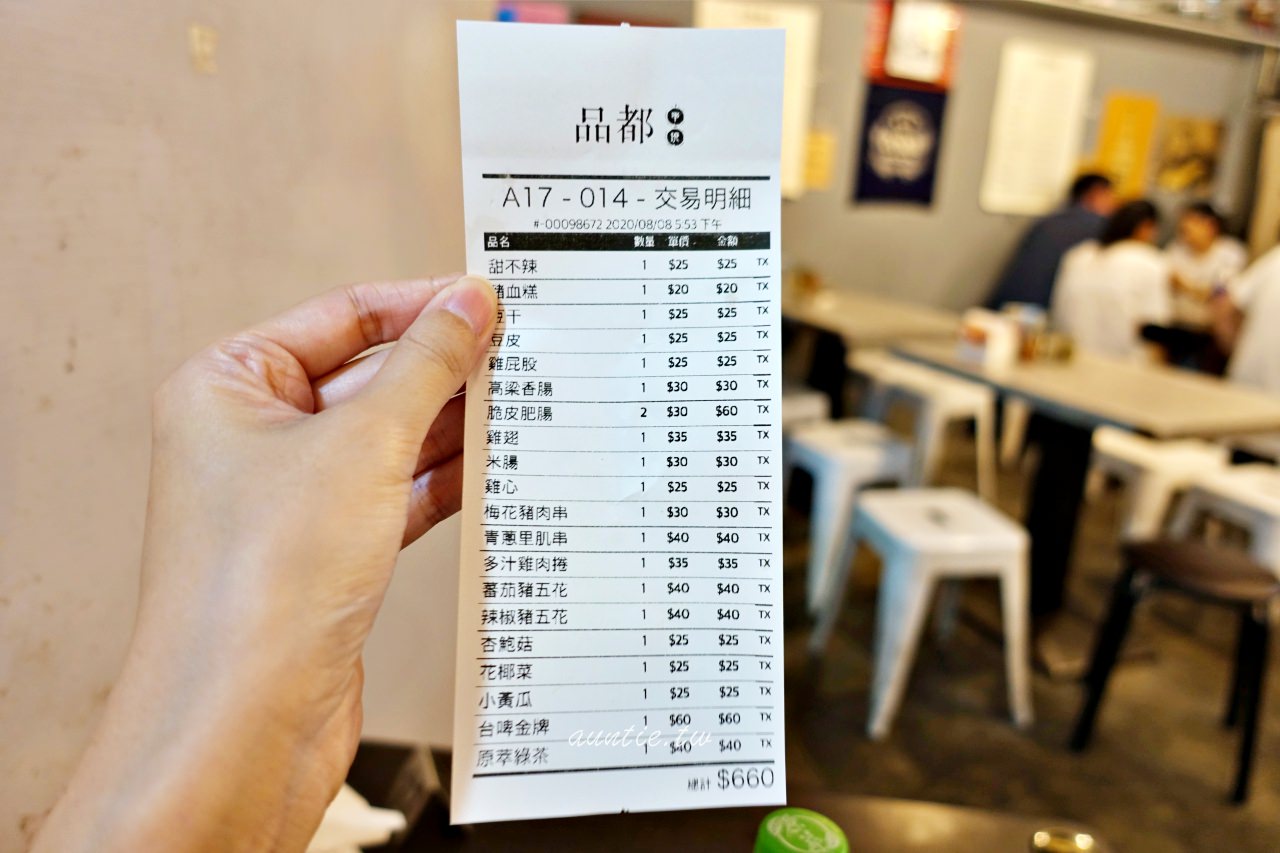 品都
串
燒
A17 - 014 - 交易明細
#-00098672 2020/08/08 5:53 下午
品名 數量 單價 金額
甜不辣 1 $25 $25 TX
豬血糕 1 $20 $20 TX
豆干 1 $25 $25 TX
豆皮 1 $25 $25 TX
雞屁股 1 $25 $25 TX
高粱香腸 1 $30 $30 TX
脆皮肥腸 2 $30 $60 TX
雞翅 1 $35 $35 TX
米腸 1 $30 $30 TX
雞心 1 $25 $25 TX
梅花豬肉串 1 $30 $30 TX
青蔥里肌串 1 $40 $40 TX
多汁雞肉捲 1 $35 $35 TX
蕃茄豬五花 1 $40 $40 TX
辣椒豬五花 1 $40 $40 TX
杏鮑菇 1 $25 $25 TX
花椰菜 1 $25 $25 TX
小黃瓜 1 $25 $25 TX
台啤金牌 1 $60 $60 TX
原萃綠茶 1 $40 $40 TX
總計 $660
auntie.tw